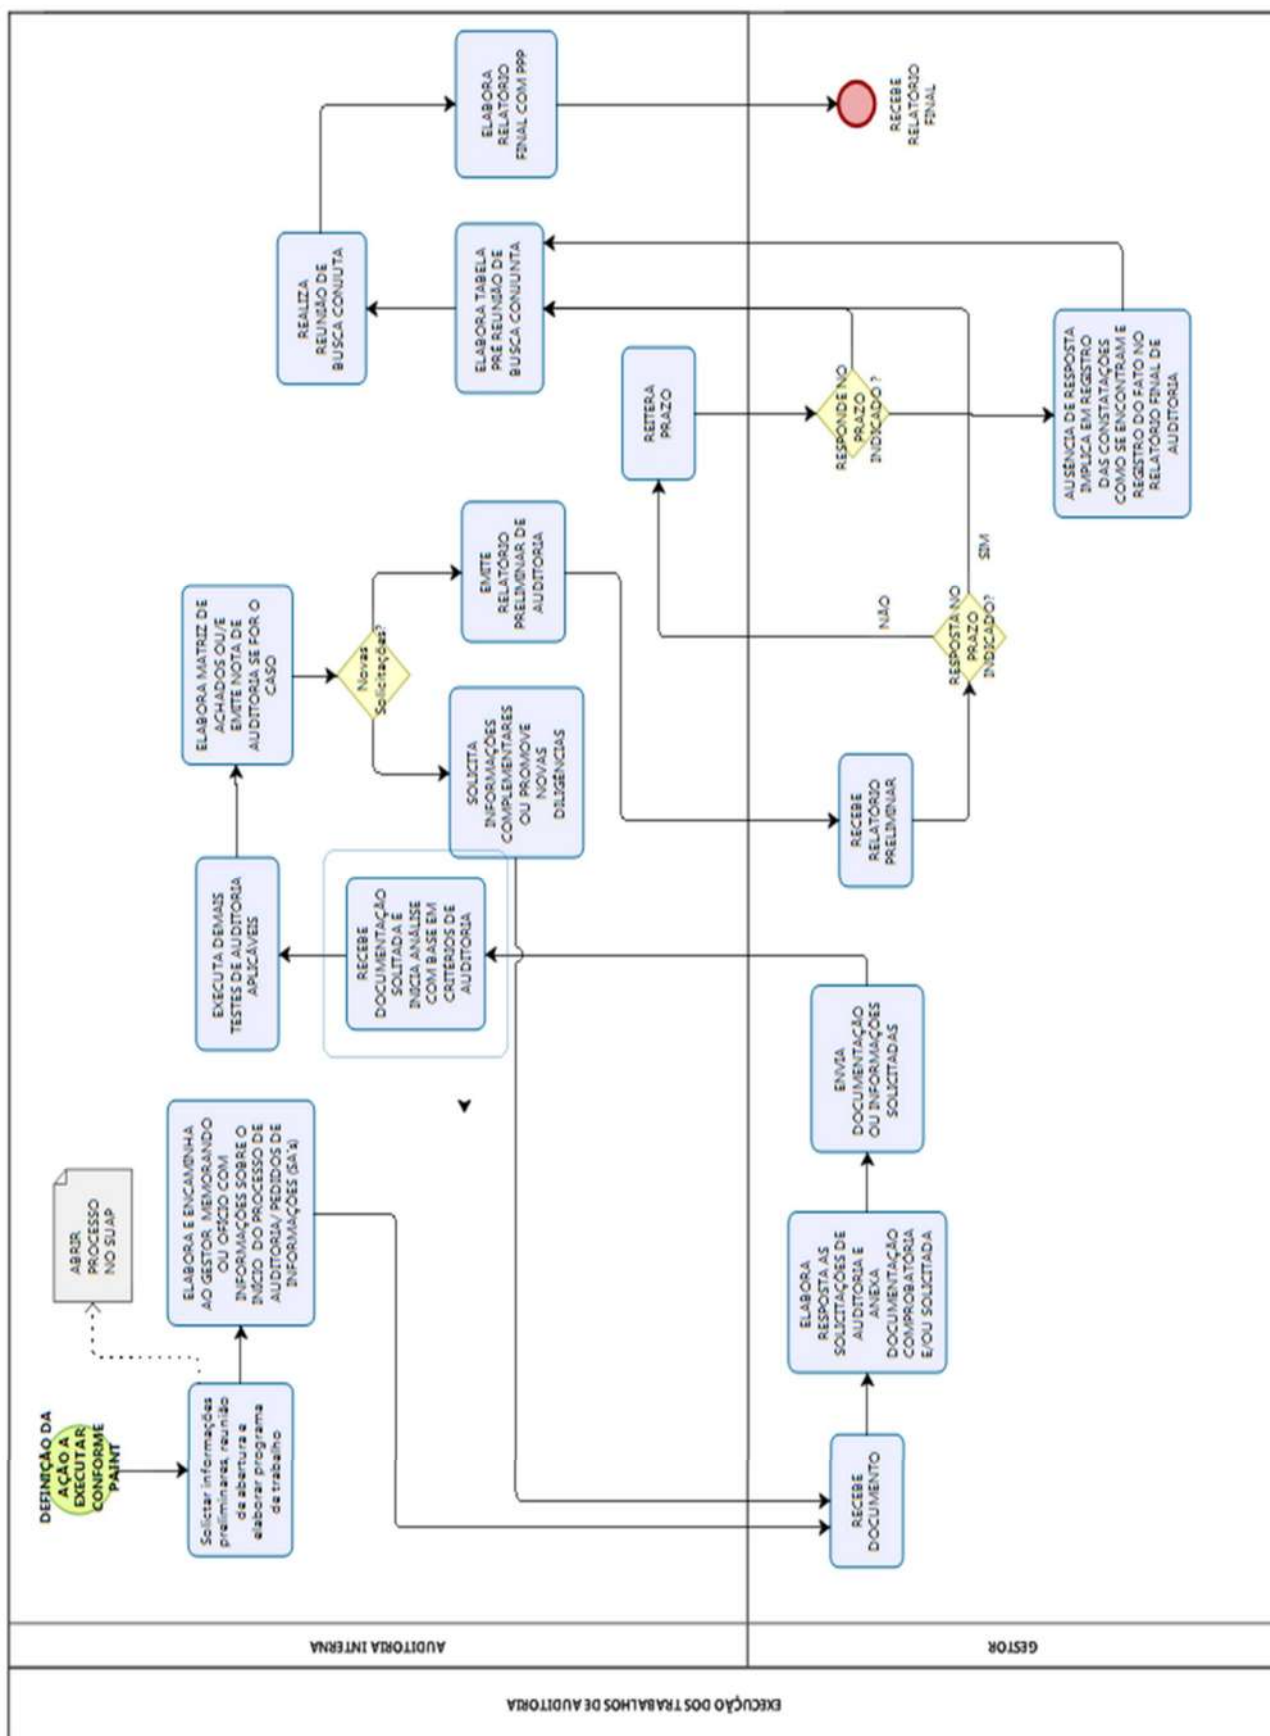 EXECUÇÃO DOS TRABALHOS DE AUDITORIA
AUDITORIA INTERNA
GESTOR
DEFINIÇÃO DA
AÇÃO A
EXECUTAR
CONFORME
PAINT
Solictar informações
preliminares, reunião
de abertura e
elaborar programa
de trabalho
ABRIR
PROCESSO
NO SUAP
ELABORA E ENCAMINHA
AO GESTOR MEMORANDO
OU OFÍCIO COM
INFORMAÇÕES SOBRE O
INÍCIO DO PROCESSO DE
AUDITORIA/ PEDIDOS DE
INFORMAÇÕES (SA's)
RECEBE
DOCUMENTO
ELABORA
RESPOSTA AS
SOLICITAÇÕES DE
AUDITORIA E
ANEXA
DOCUMENTAÇÃO
COMPROBATÓRIA
E/OU SOLICITADA
ENVIA
DOCUMENTAÇÃO
OU INFORMAÇÕES
SOLICITADAS
RECEBE
DOCUMENTAÇÃO
SOLITADA E
INICIA ANÁLISE
COM BASE EM
CRITÉRIOS DE
AUDITORIA
EXECUTA DEMAIS
TESTES DE AUDITORIA
APLICÁVEIS
ELABORA MATRIZ DE
ACHADOS OU/E
EMITE NOTA DE
AUDITORIA SE FOR O
CASO
Novas
Solicitações?
SOLICITA
INFORMAÇÕES
COMPLEMENTARES
OU PROMOVE
NOVAS
DILIGÊNCIAS
EMITE
RELATÓRIO
PRELIMINAR DE
AUDITORIA
RECEBE
RELATÓRIO
PRELIMINAR
RESPOSTA NO
PRAZO
INDICADO?
NÃO
SIM
REITERA
PRAZO
RESPONDE NO
PRAZO
INDICADO ?
AUSÊNCIA DE RESPOSTA
IMPLICA EM REGISTRO
DAS CONSTATAÇÕES
COMO SE ENCONTRAM E
REGISTRO DO FATO NO
RELATÓRIO FINAL DE
AUDITORIA
ELABORA TABELA
PRÉ REUNIÃO DE
BUSCA CONJUNTA
REALIZA
REUNIÃO DE
BUSCA CONJUTA
ELABORA
RELATÓRIO
FINAL COM PPP
RECEBE
RELATÓRIO
FINAL